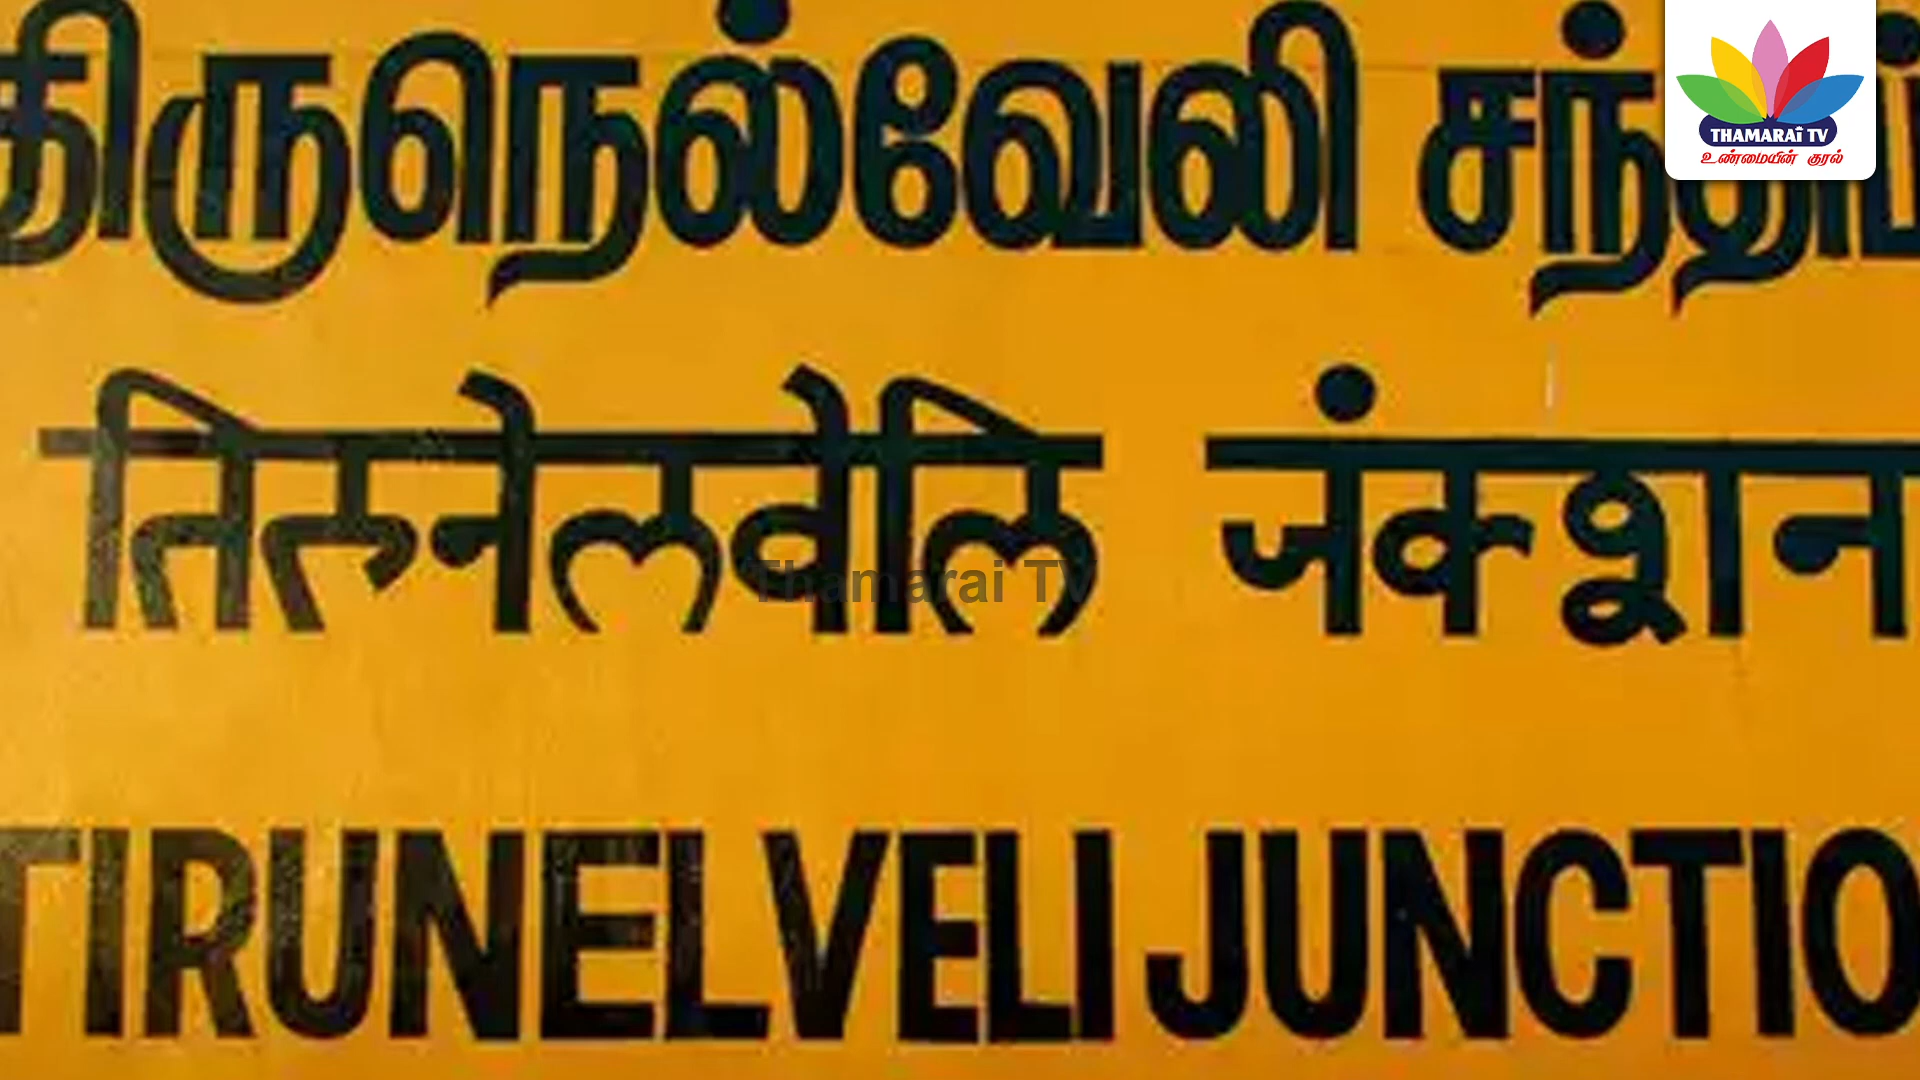 திருநெல்வேலி சந்திப்
THAMARAI TV
உண்மையின் குரல்
तिरुनेलवेलि जंक्शन
Thamarai TV
TIRUNELVELI JUNCTIO